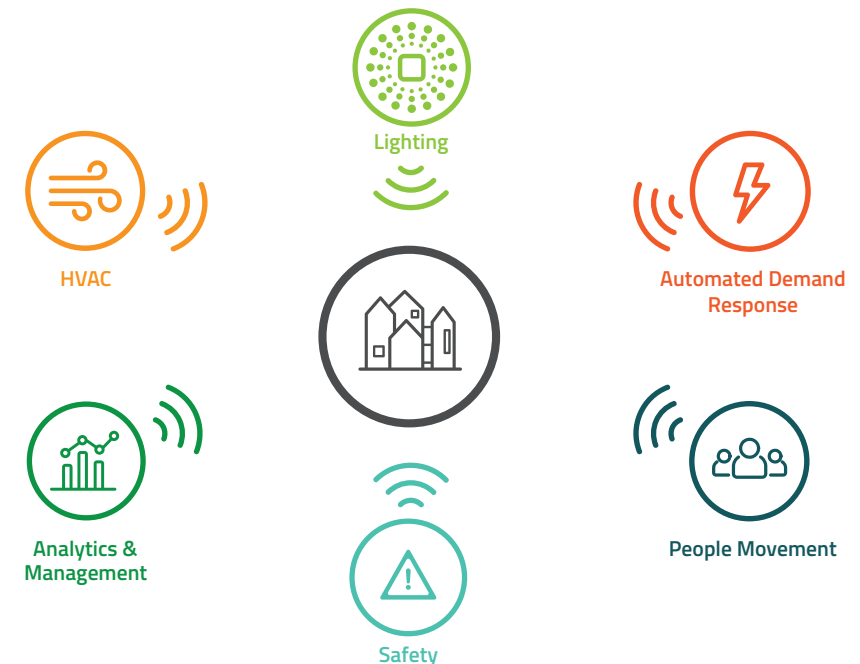 Lighting
HVAC
Automated Demand
Response
Analytics &
Management
People Movement
Safety